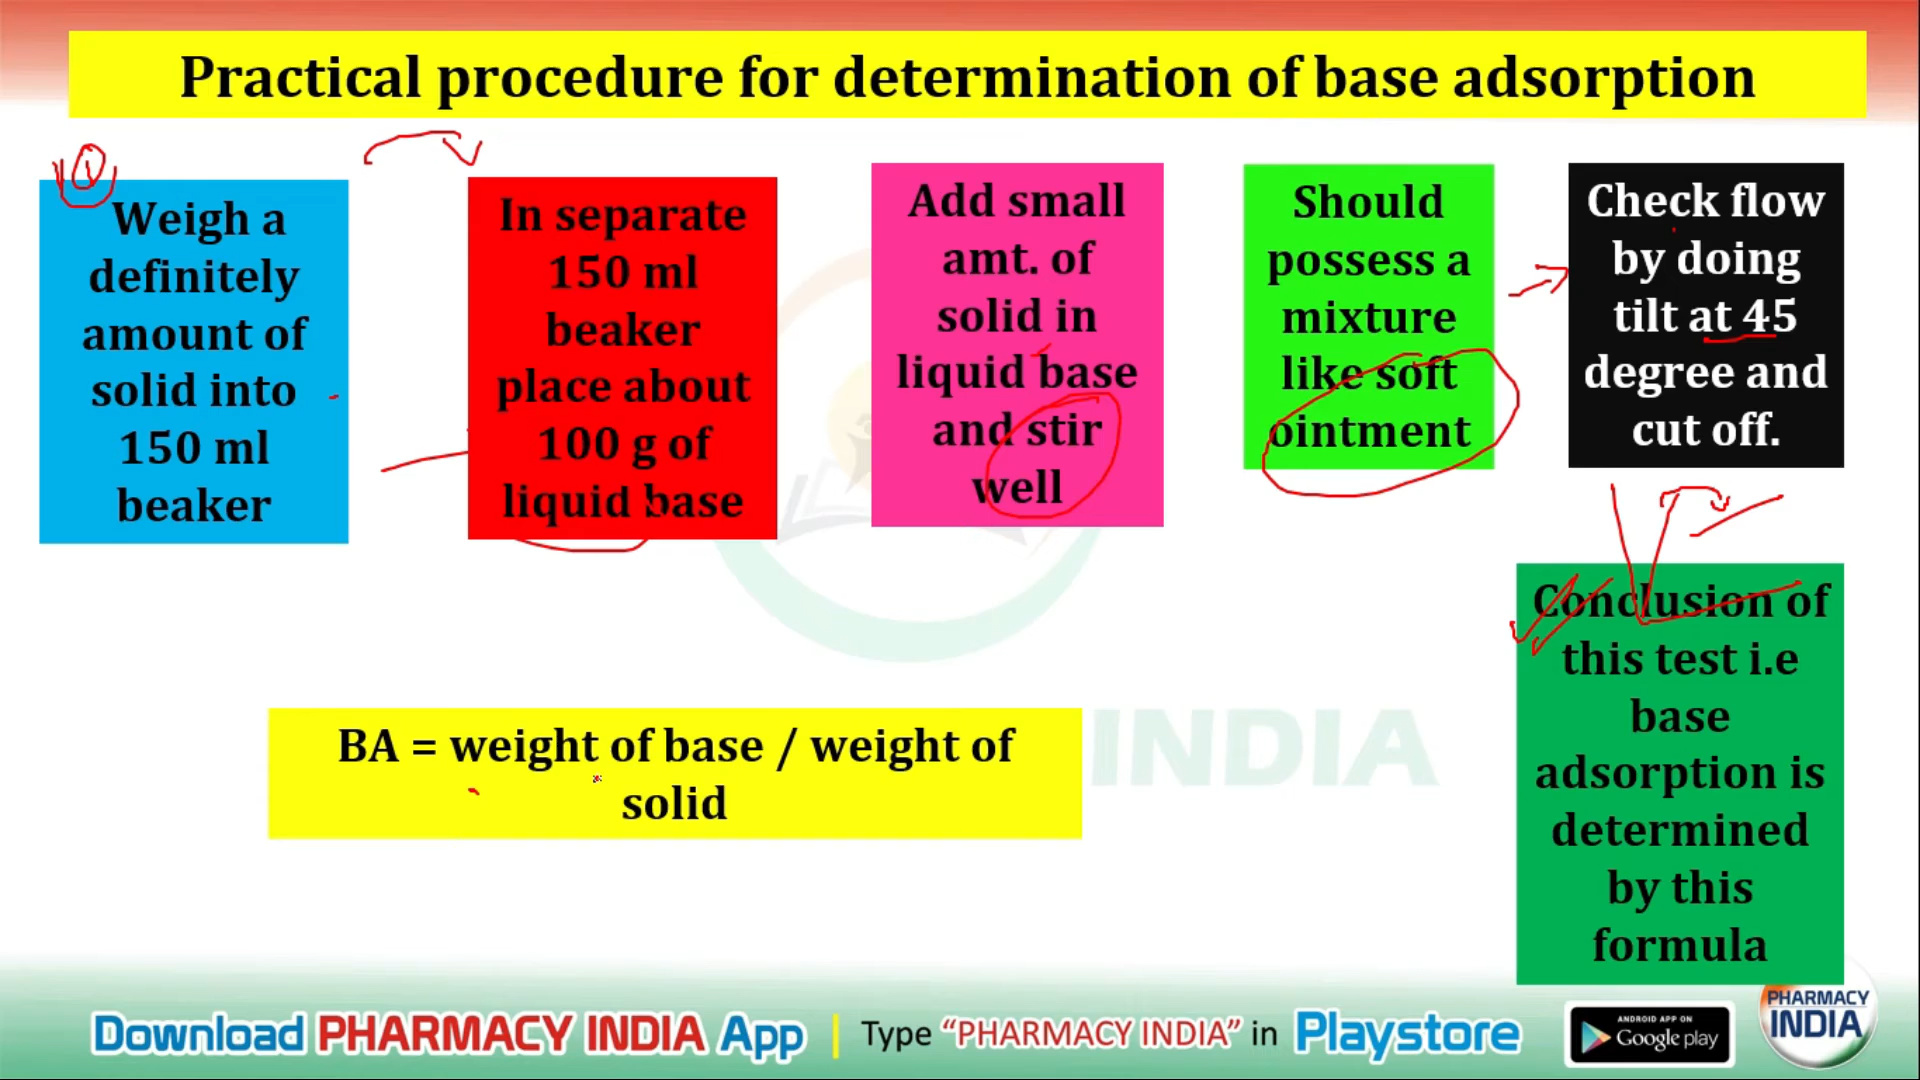 Practical procedure for determination of base adsorption
1
Weigh a
definitely
amount of
solid into
150 ml
beaker
In separate
150 ml
beaker
place about
100 g of
liquid base
Add small
amt. of
solid in
liquid base
and stir
well
Should
possess a
mixture
like soft
ointment
Check flow
by doing
tilt at 45
degree and
cut off.
Conclusion of
this test i.e
base
adsorption is
determined
by this
formula
BA = weight of base / weight of
solid
INDIA
Download PHARMACY INDIA App | Type “PHARMACY INDIA” in Playstore
ANDROID APP ON
Google play
PHARMACY
INDIA